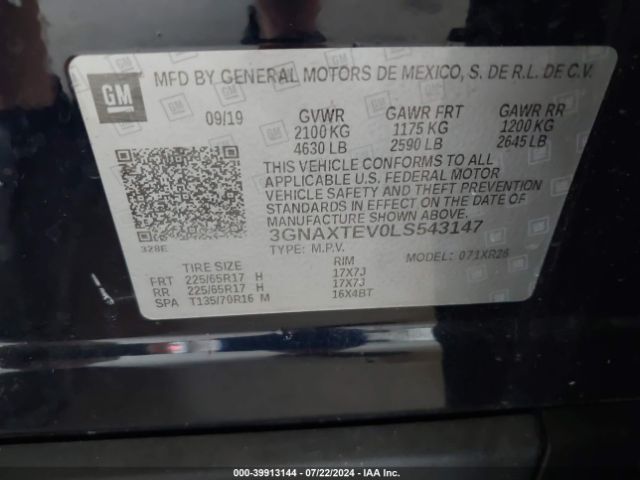 GM
MFD BY GENERAL MOTORS DE MEXICO, S. DE R.L. DE C.V.
09/19 GVWR GAWR FRT GAWR RR
2100 KG 1175 KG 1200 KG
4630 LB 2590 LB 2645 LB
THIS VEHICLE CONFORMS TO ALL
APPLICABLE U.S. FEDERAL MOTOR
VEHICLE SAFETY AND THEFT PREVENTION
STANDARDS IN EFFECT ON THE DATE OF
MANUFACTURE SHOWN ABOVE.
3GNAXTEV0LS543147
328E TYPE: M.P.V. MODEL: 071XR26
TIRE SIZE RIM
FRT 225/65R17 H 17X7J
RR 225/65R17 H 17X7J
SPA T135/70R16 M 16X4BT
000-39913144 - 07/22/2024 - IAA Inc.